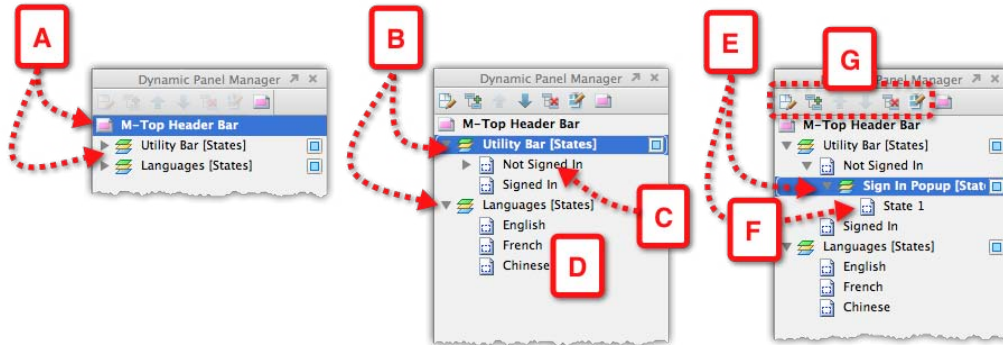 A
Dynamic Panel Manager
M-Top Header Bar
Utility Bar [States]
Languages [States]
B
Dynamic Panel Manager
M-Top Header Bar
Utility Bar [States]
Not Signed In
Signed In
Languages [States]
English
French
Chinese
C
D
E
G
Panel Manager
M-Top Header Bar
Utility Bar [States]
Not Signed In
Sign In Popup [Stat
State 1
F
Signed In
Languages [States]
English
French
Chinese